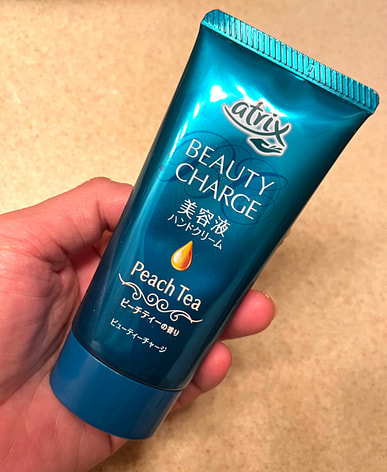 atrix
BEAUTY
CHARGE
美容液
ハンドクリーム
Peach Tea
ピーチティーの香り
ビューティーチャージ